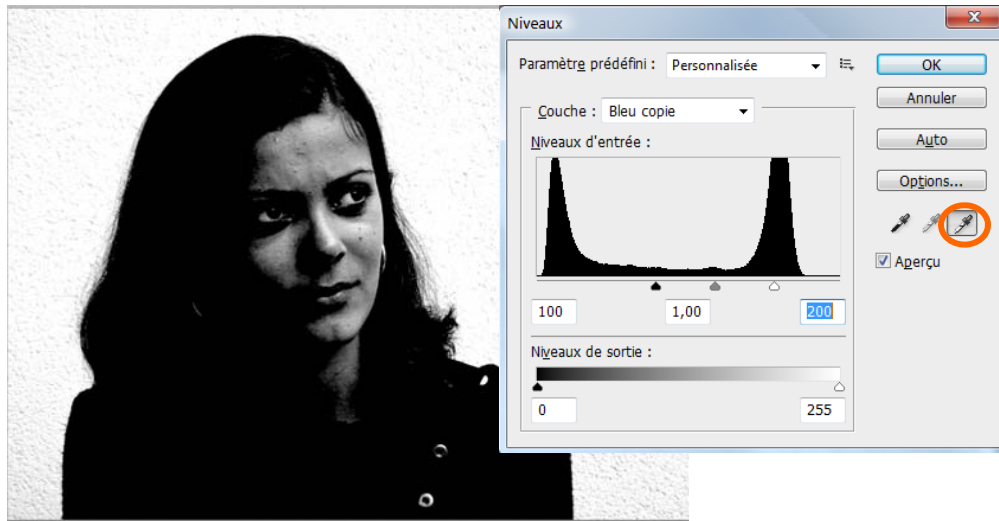 Niveaux
Paramètre prédéfini : Personnalisée
OK
Annuler
Couche : Bleu copie
Auto
Niveaux d'entrée :
Options...
Aperçu
100 1,00 200
Niveaux de sortie :
0 255